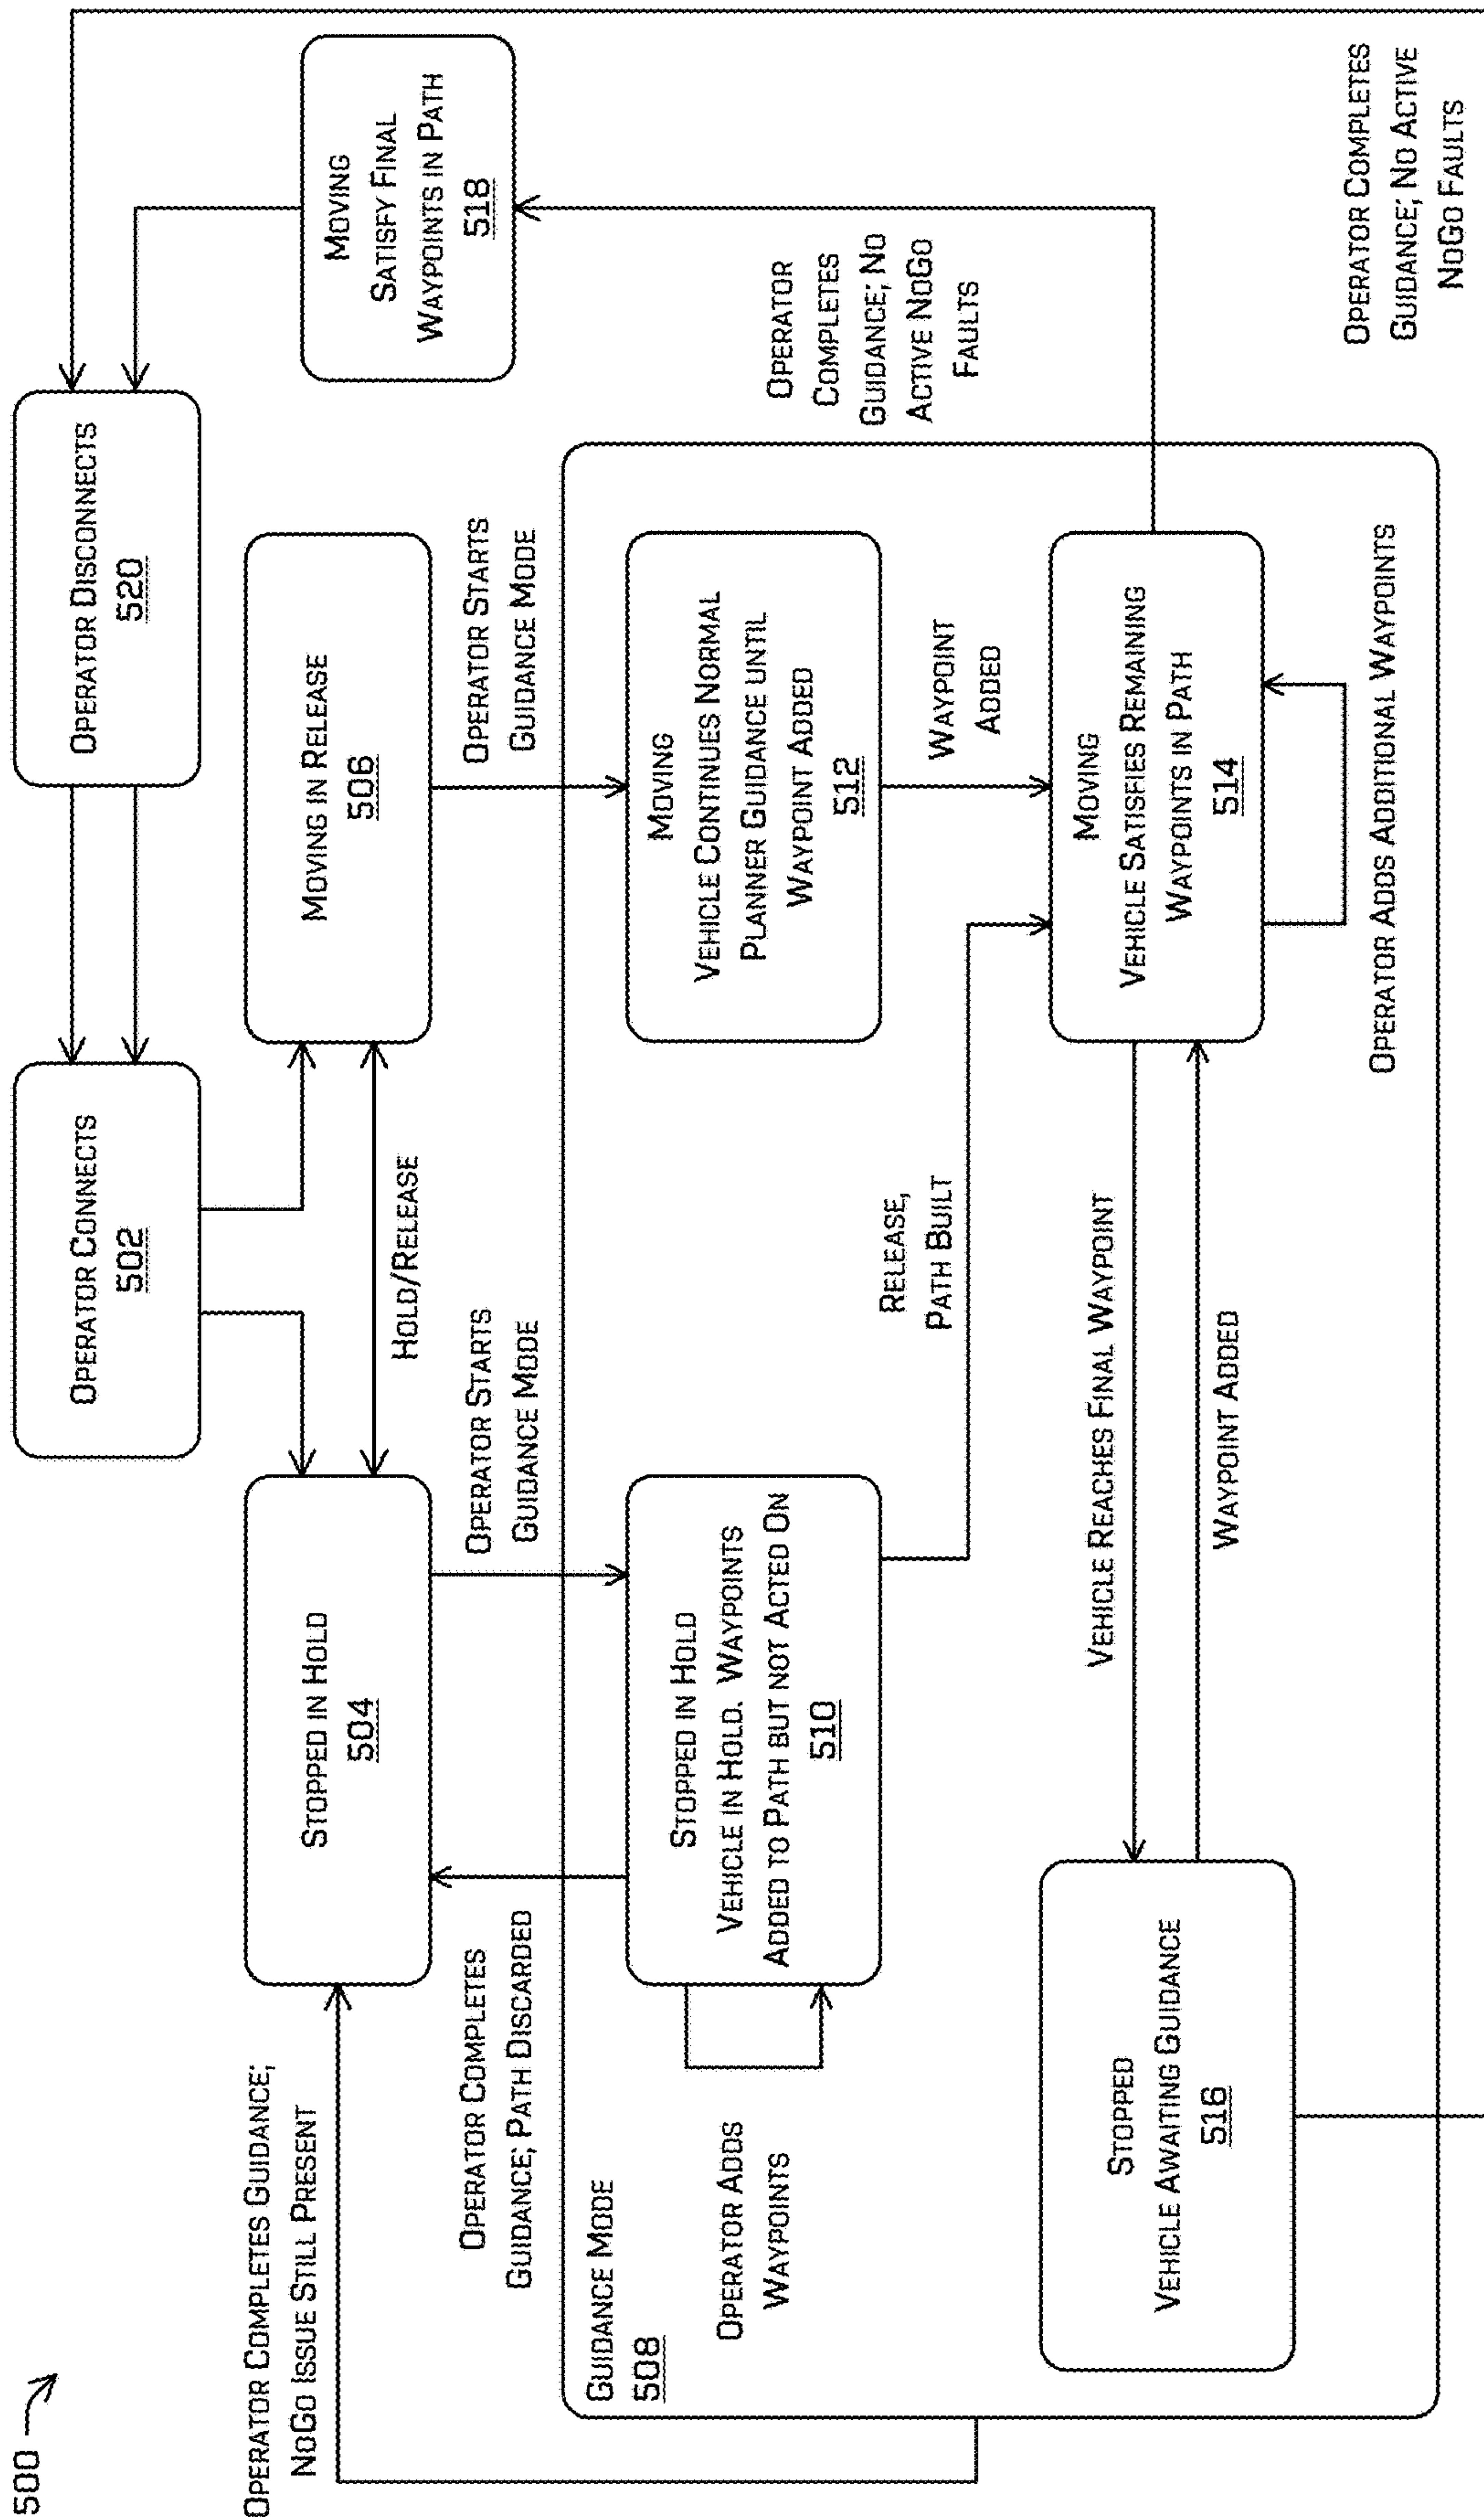 500
OPERATOR CONNECTS
502
OPERATOR DISCONNECTS
520
OPERATOR COMPLETES GUIDANCE;
NOGO ISSUE STILL PRESENT
STOPPED IN HOLD
504
HOLD/RELEASE
MOVING IN RELEASE
506
MOVING
SATISFY FINAL
WAYPOINTS IN PATH
518
OPERATOR COMPLETES
GUIDANCE; PATH DISCARDED
OPERATOR STARTS
GUIDANCE MODE
OPERATOR STARTS
GUIDANCE MODE
GUIDANCE MODE
508
OPERATOR ADDS
WAYPOINTS
STOPPED IN HOLD
VEHICLE IN HOLD. WAYPOINTS
ADDED TO PATH BUT NOT ACTED ON
510
MOVING
VEHICLE CONTINUES NORMAL
PLANNER GUIDANCE UNTIL
WAYPOINT ADDED
512
OPERATOR
COMPLETES
GUIDANCE; NO
ACTIVE NOGO
FAULTS
RELEASE,
PATH BUILT
WAYPOINT
ADDED
STOPPED
VEHICLE AWAITING GUIDANCE
516
VEHICLE REACHES FINAL WAYPOINT
WAYPOINT ADDED
MOVING
VEHICLE SATISFIES REMAINING
WAYPOINTS IN PATH
514
OPERATOR ADDS ADDITIONAL WAYPOINTS
OPERATOR COMPLETES
GUIDANCE; NO ACTIVE
NOGO FAULTS